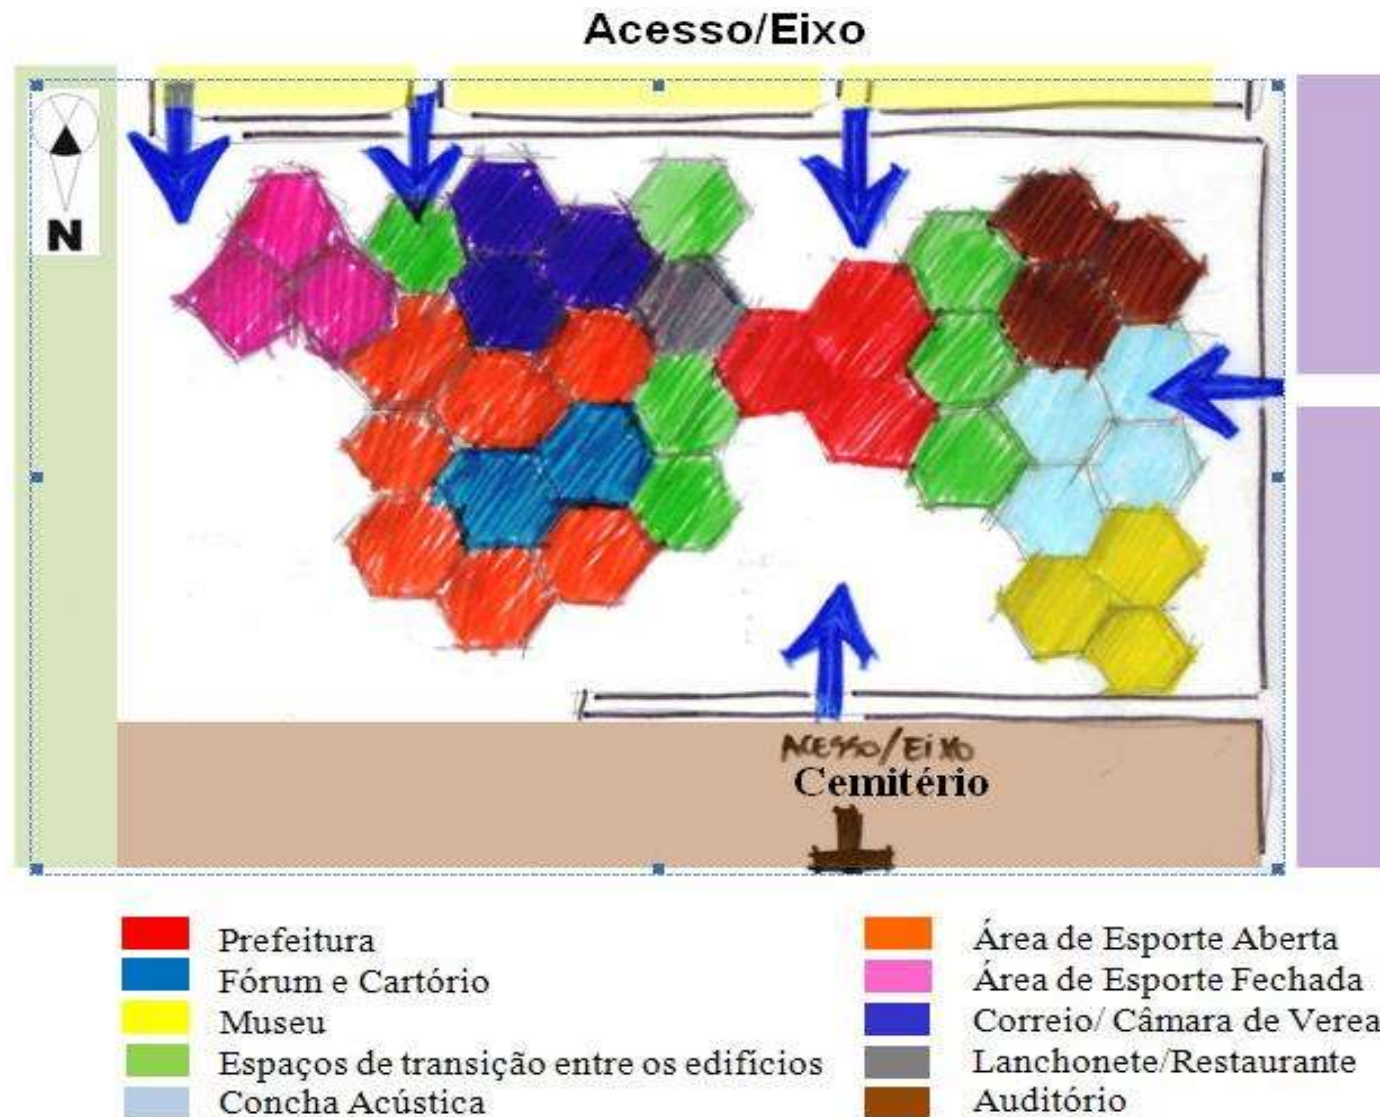 Acesso/Eixo
N
ACESSO/EIXO
Cemitério
Prefeitura
Fórum e Cartório
Museu
Espaços de transição entre os edifícios
Concha Acústica
Área de Esporte Aberta
Área de Esporte Fechada
Correio/ Câmara de Verea
Lanchonete/Restaurante
Auditório